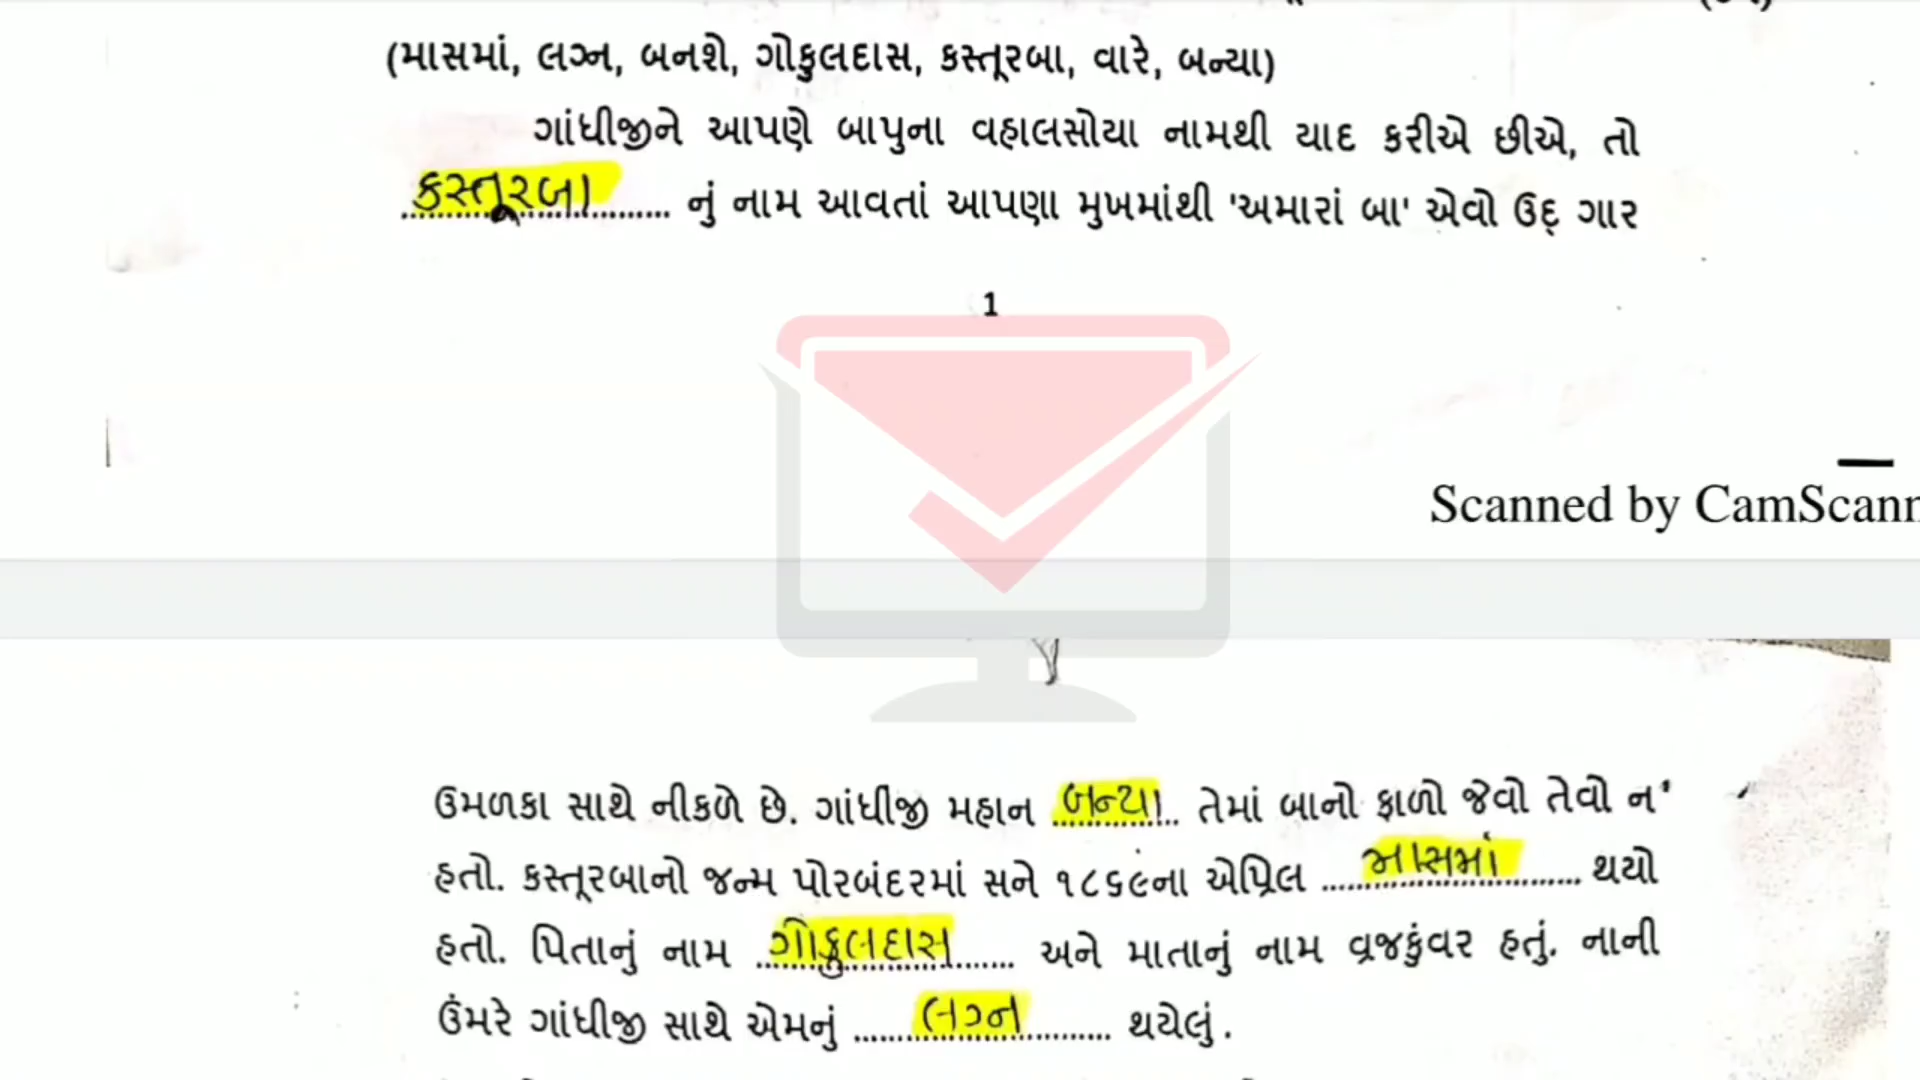 (માસમાં, લગ્ન, બનશે, ગોકુલદાસ, કસ્તૂરબા, વારે, બન્યા)
ગાંધીજીને આપણે બાપુના વહાલસોયા નામથી યાદ કરીએ છીએ, તો
કસ્તૂરબા નું નામ આવતાં આપણા મુખમાંથી 'અમારાં બા' એવો ઉદ્ ગાર
1
Scanned by CamScann
ઉમળકા સાથે નીકળે છે. ગાંધીજી મહાન બન્યા તેમાં બાનો ફાળો જેવો તેવો ન
હતો. કસ્તૂરબાનો જન્મ પોરબંદરમાં સને ૧૮૬૯ના એપ્રિલ માસમાં થયો
હતો. પિતાનું નામ ગોકુલદાસ અને માતાનું નામ વ્રજકુંવર હતું. નાની
ઉંમરે ગાંધીજી સાથે એમનું લગ્ન થયેલું.